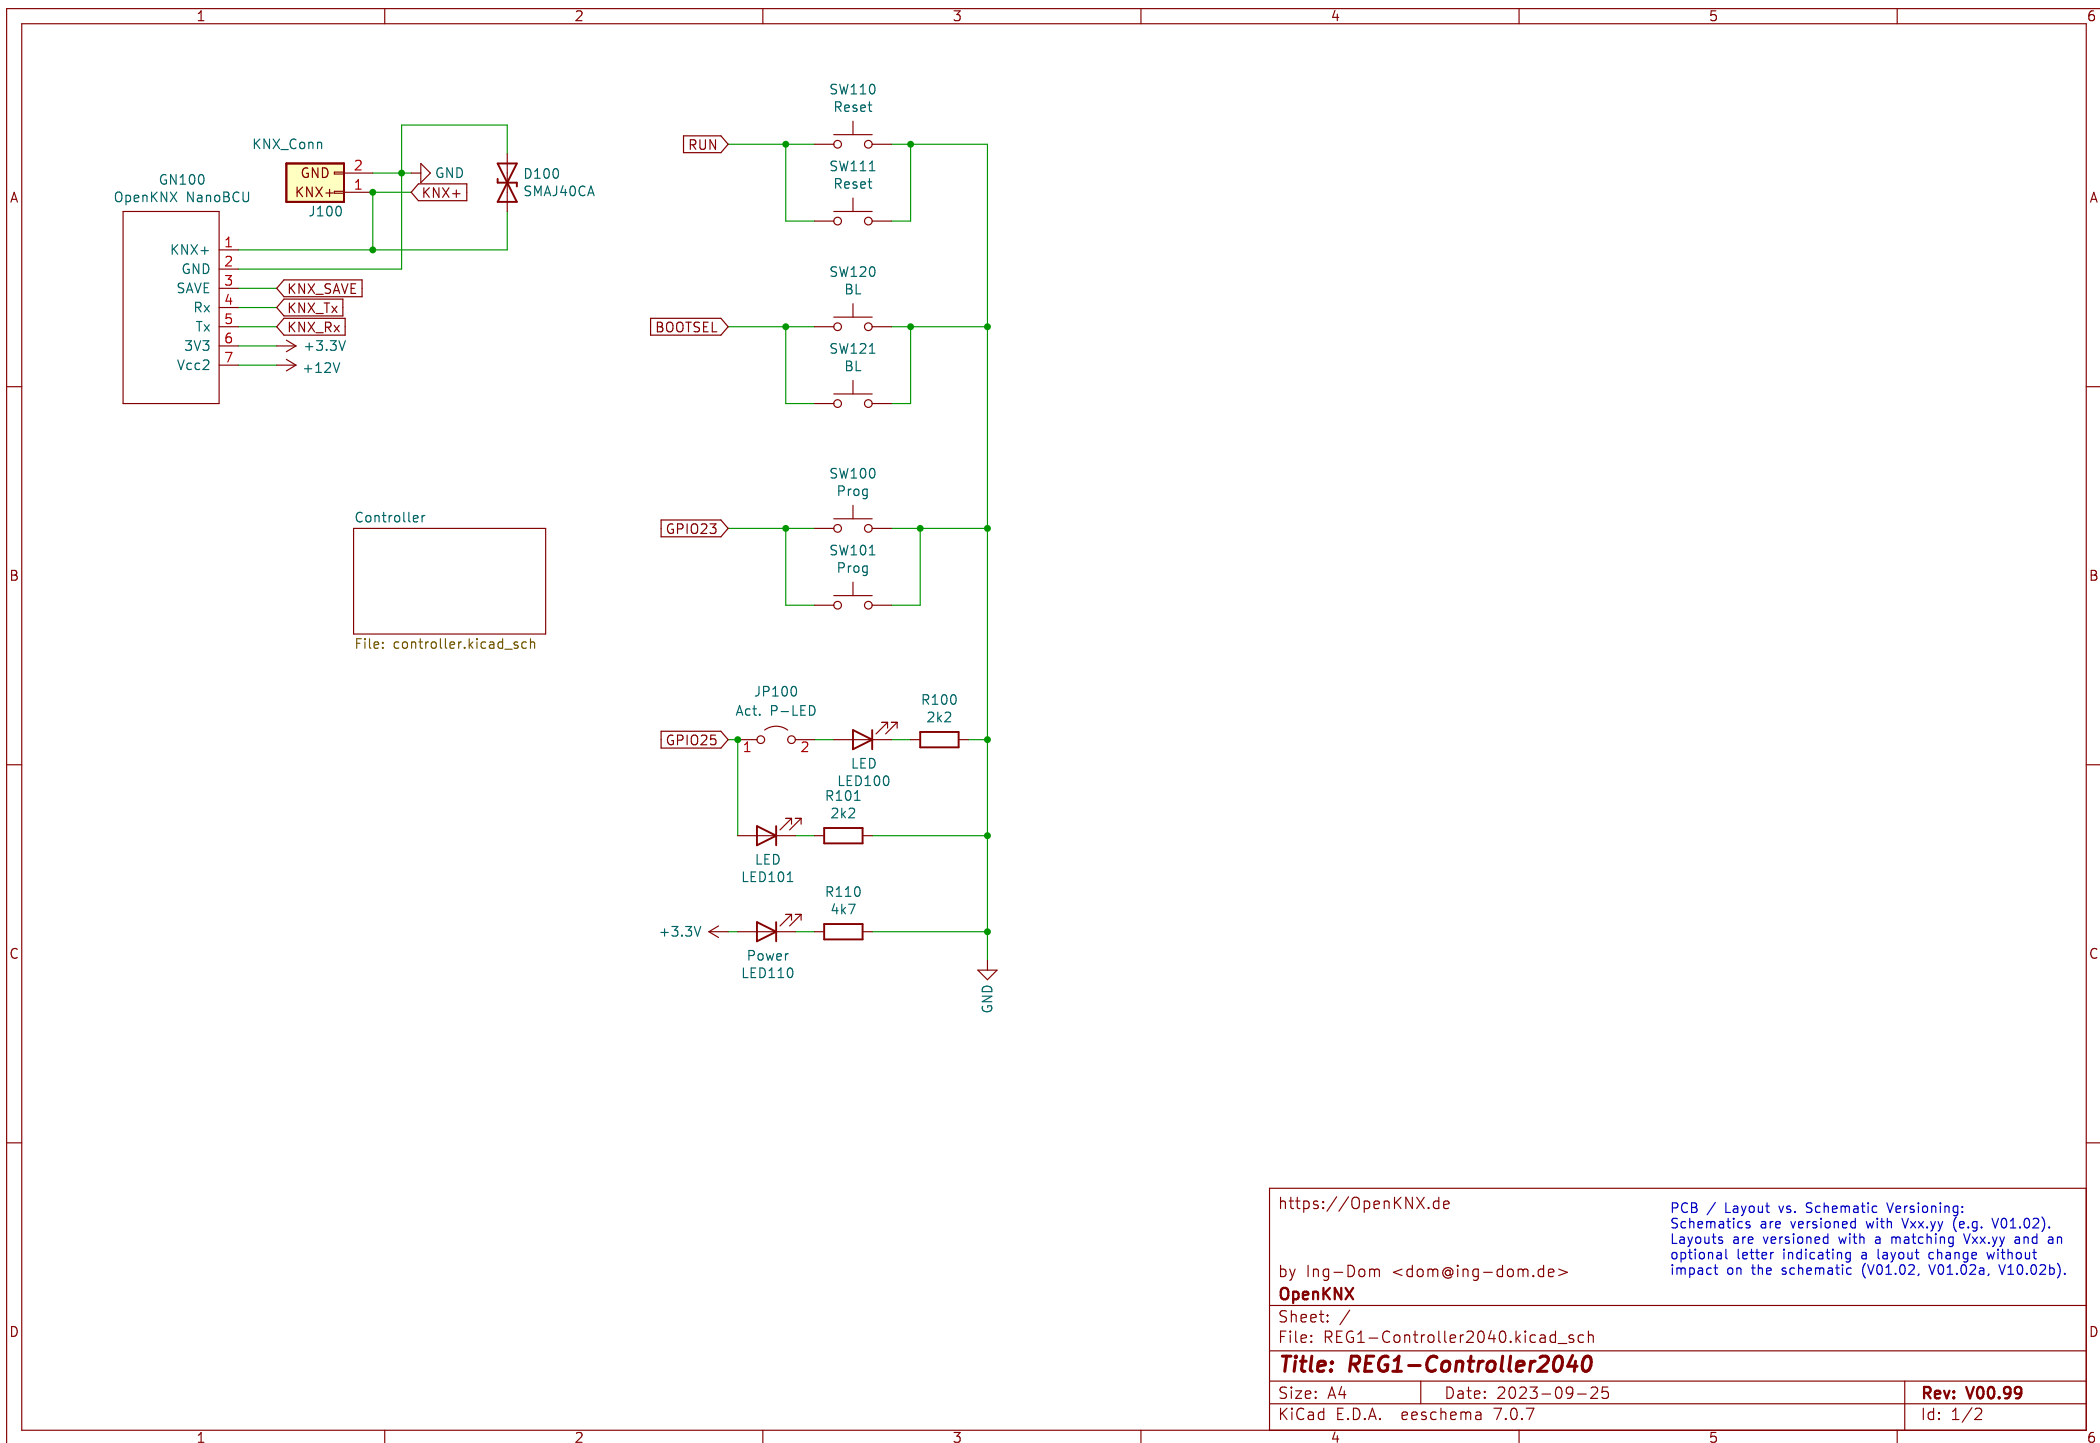 1 2 3 4 5 6
A
B
C
D
KNX_Conn
GND 2
KNX+ 1
J100
GND
KNX+
D100
SMAJ40CA
GN100
OpenKNX NanoBCU
KNX+ 1
GND 2
SAVE 3 KNX_SAVE
Rx 4 KNX_Tx
Tx 5 KNX_Rx
3V3 6 +3.3V
Vcc2 7 +12V
Controller
File: controller.kicad_sch
SW110
Reset
RUN
SW111
Reset
SW120
BL
BOOTSEL
SW121
BL
SW100
Prog
GPIO23
SW101
Prog
JP100
Act. P-LED
R100
2k2
GPIO25
1 2
LED
LED100
R101
2k2
LED
LED101
R110
4k7
+3.3V
Power
LED110
GND
A
B
C
D
https://OpenKNX.de
by Ing-Dom <dom@ing-dom.de>
OpenKNX
PCB / Layout vs. Schematic Versioning:
Schematics are versioned with Vxx.yy (e.g. V01.02).
Layouts are versioned with a matching Vxx.yy and an
optional letter indicating a layout change without
impact on the schematic (V01.02, V01.02a, V10.02b).
Sheet: /
File: REG1-Controller2040.kicad_sch
Title: REG1-Controller2040
Size: A4 Date: 2023-09-25 Rev: V00.99
KiCad E.D.A. eeschema 7.0.7 Id: 1/2
1 2 3 4 5 6